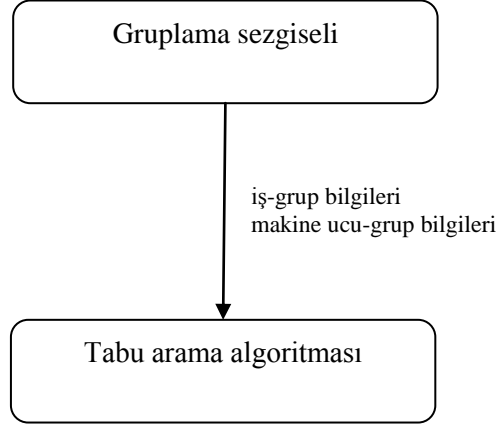 Gruplama sezgiseli
iş-grup bilgileri
makine ucu-grup bilgileri
Tabu arama algoritması